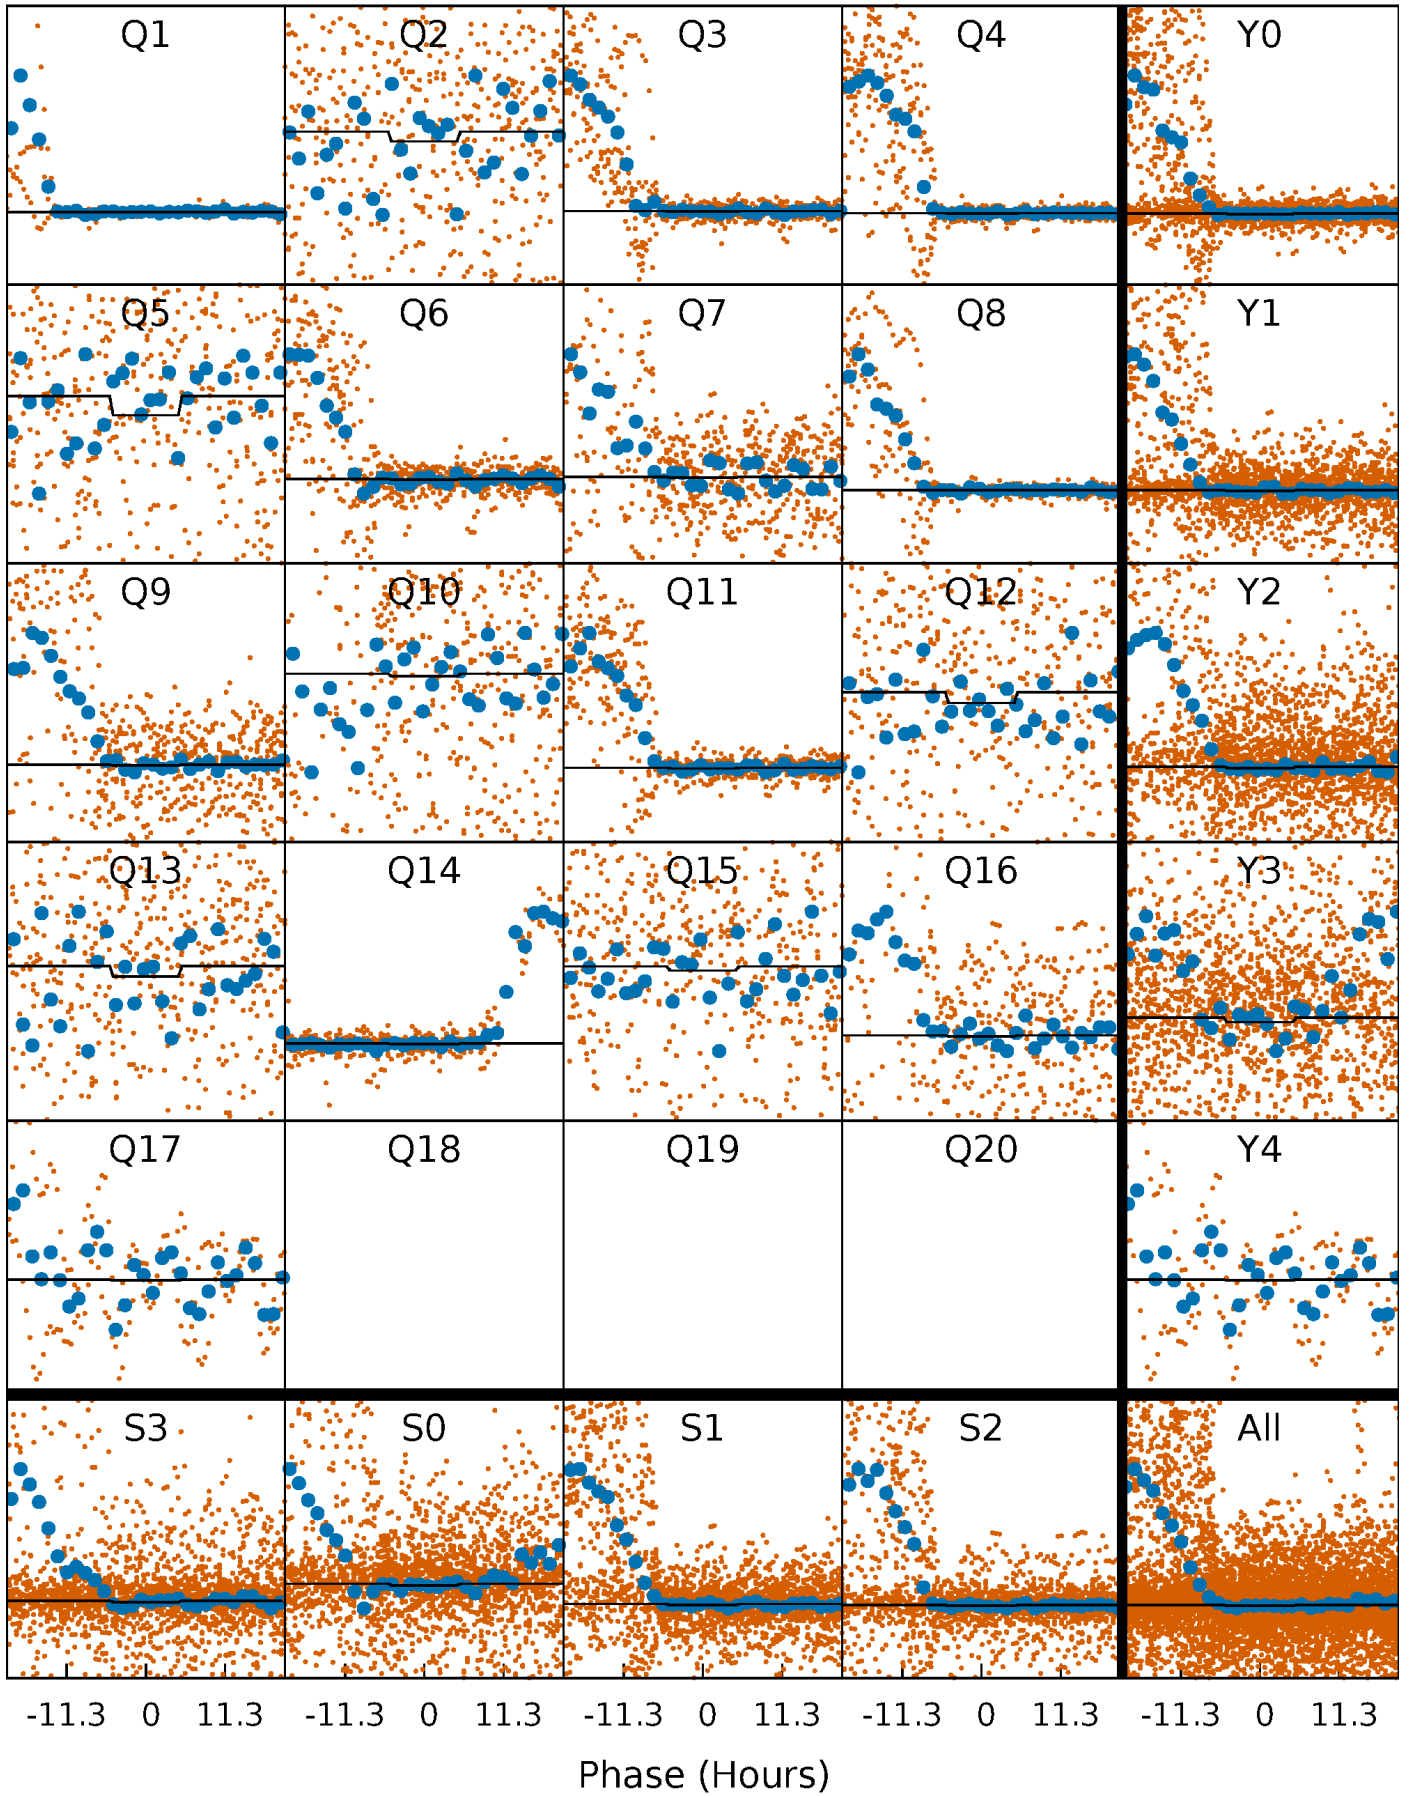 Q1 Q2 Q3 Q4 Y0
Q5 Q6 Q7 Q8 Y1
Q9 Q10 Q11 Q12 Y2
Q13 Q14 Q15 Q16 Y3
Q17 Q18 Q19 Q20 Y4
S3 S0 S1 S2 All
-11.3 0 11.3 -11.3 0 11.3 -11.3 0 11.3 -11.3 0 11.3 -11.3 0 11.3
Phase (Hours)